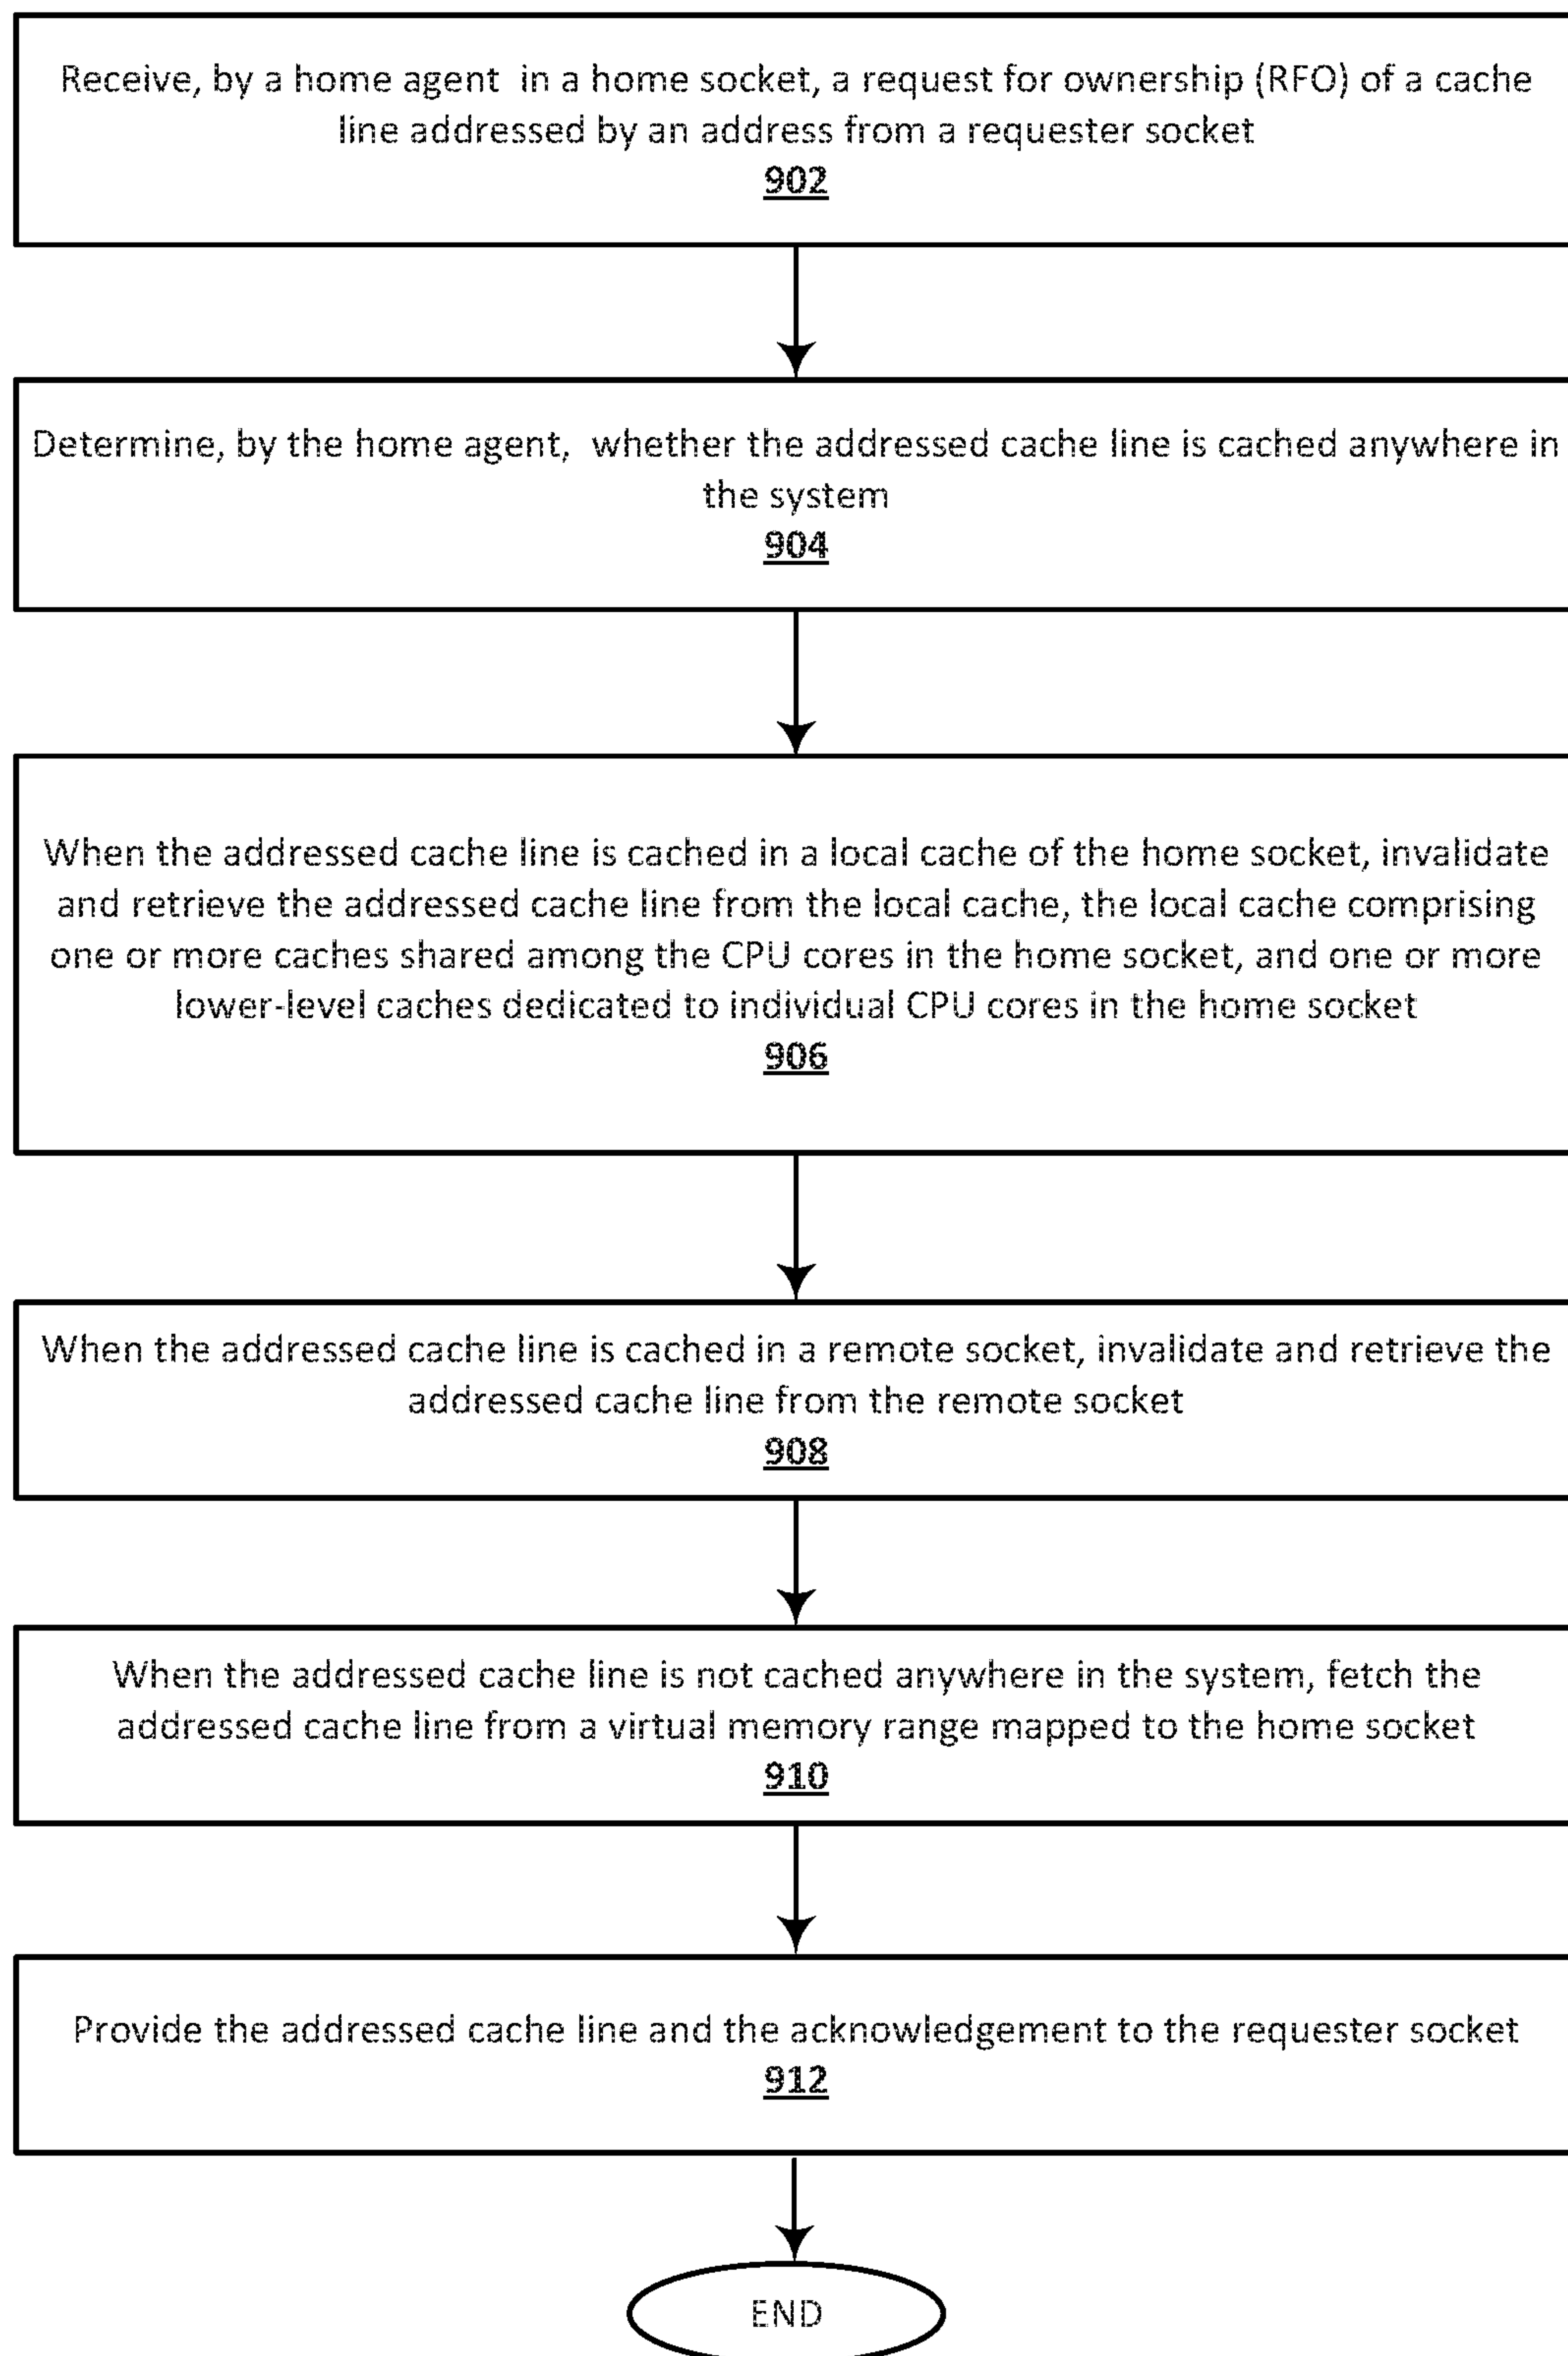 Receive, by a home agent in a home socket, a request for ownership (RFO) of a cache
line addressed by an address from a requester socket
902
Determine, by the home agent, whether the addressed cache line is cached anywhere in
the system
904
When the addressed cache line is cached in a local cache of the home socket, invalidate
and retrieve the addressed cache line from the local cache, the local cache comprising
one or more caches shared among the CPU cores in the home socket, and one or more
lower-level caches dedicated to individual CPU cores in the home socket
906
When the addressed cache line is cached in a remote socket, invalidate and retrieve the
addressed cache line from the remote socket
908
When the addressed cache line is not cached anywhere in the system, fetch the
addressed cache line from a virtual memory range mapped to the home socket
910
Provide the addressed cache line and the acknowledgement to the requester socket
912
END